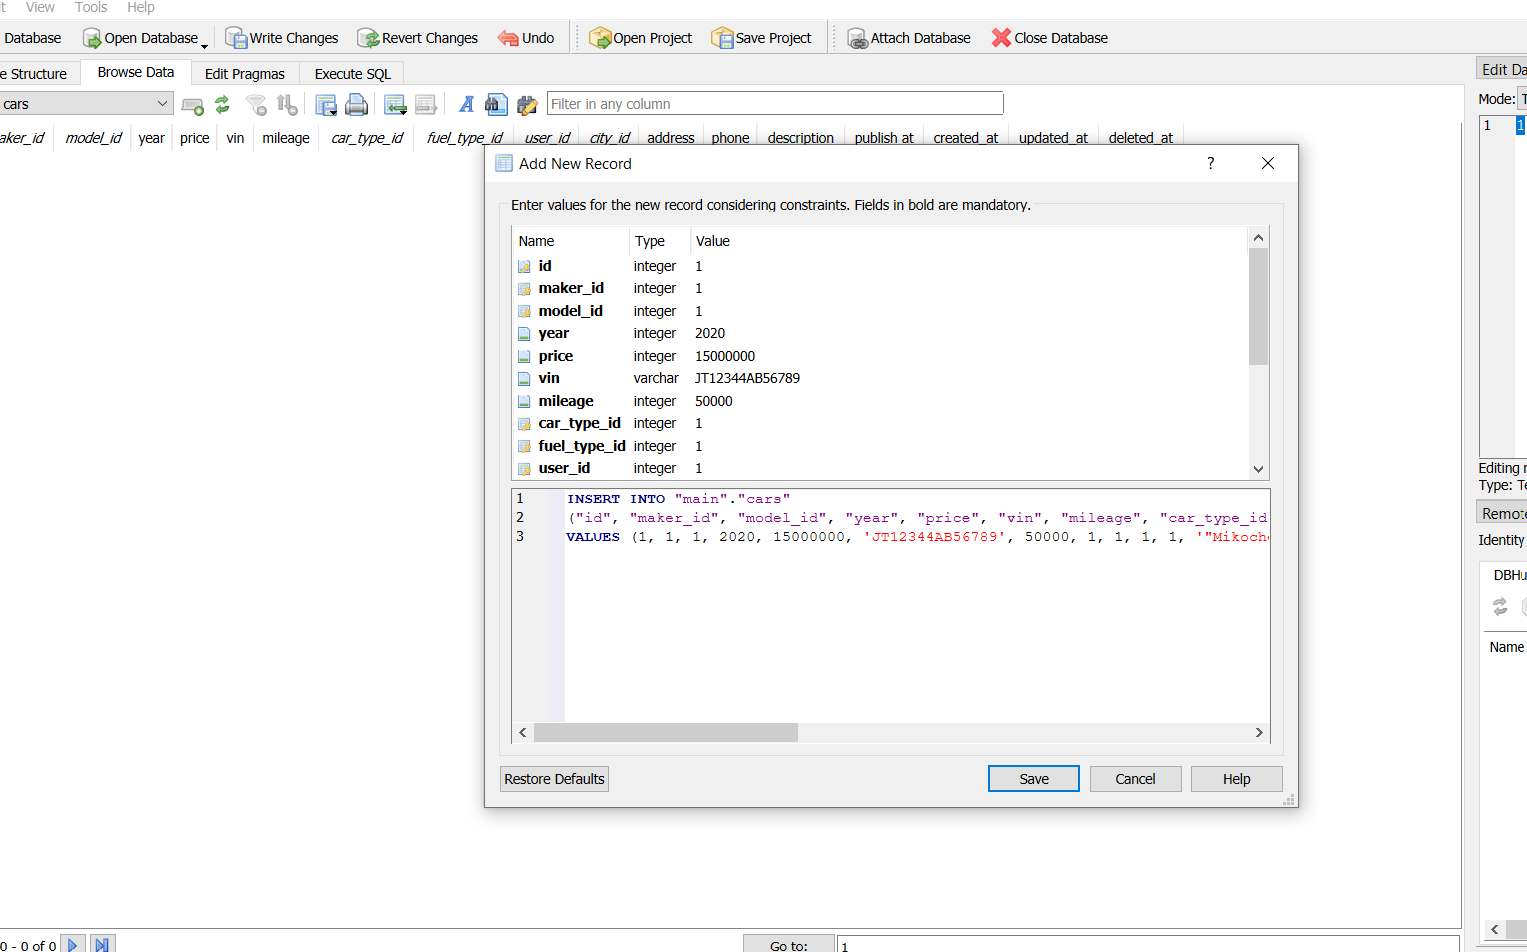 View Tools Help
Database Open Database Write Changes Revert Changes Undo Open Project Save Project Attach Database Close Database
e Structure Browse Data Edit Pragmas Execute SQL
Edit Da
cars Filter in any column
Mode: T
aker_id model_id year price vin mileage car_type_id fuel_type_id user_id city_id address phone description publish at created_at updated_at deleted_at
1 1
Add New Record ?
Enter values for the new record considering constraints. Fields in bold are mandatory.
Name Type Value
id integer 1
maker_id integer 1
model_id integer 1
year integer 2020
price integer 15000000
vin varchar JT12344AB56789
mileage integer 50000
car_type_id integer 1
fuel_type_id integer 1
user_id integer 1
Editing
Type: Te
1 INSERT INTO "main"."cars"
2 ("id", "maker_id", "model_id", "year", "price", "vin", "mileage", "car_type_id
3 VALUES (1, 1, 1, 2020, 15000000, 'JT12344AB56789', 50000, 1, 1, 1, 1, '"Mikoche
Remote
Identity
DBHu
Name
Restore Defaults Save Cancel Help
0 - 0 of 0 Go to: 1